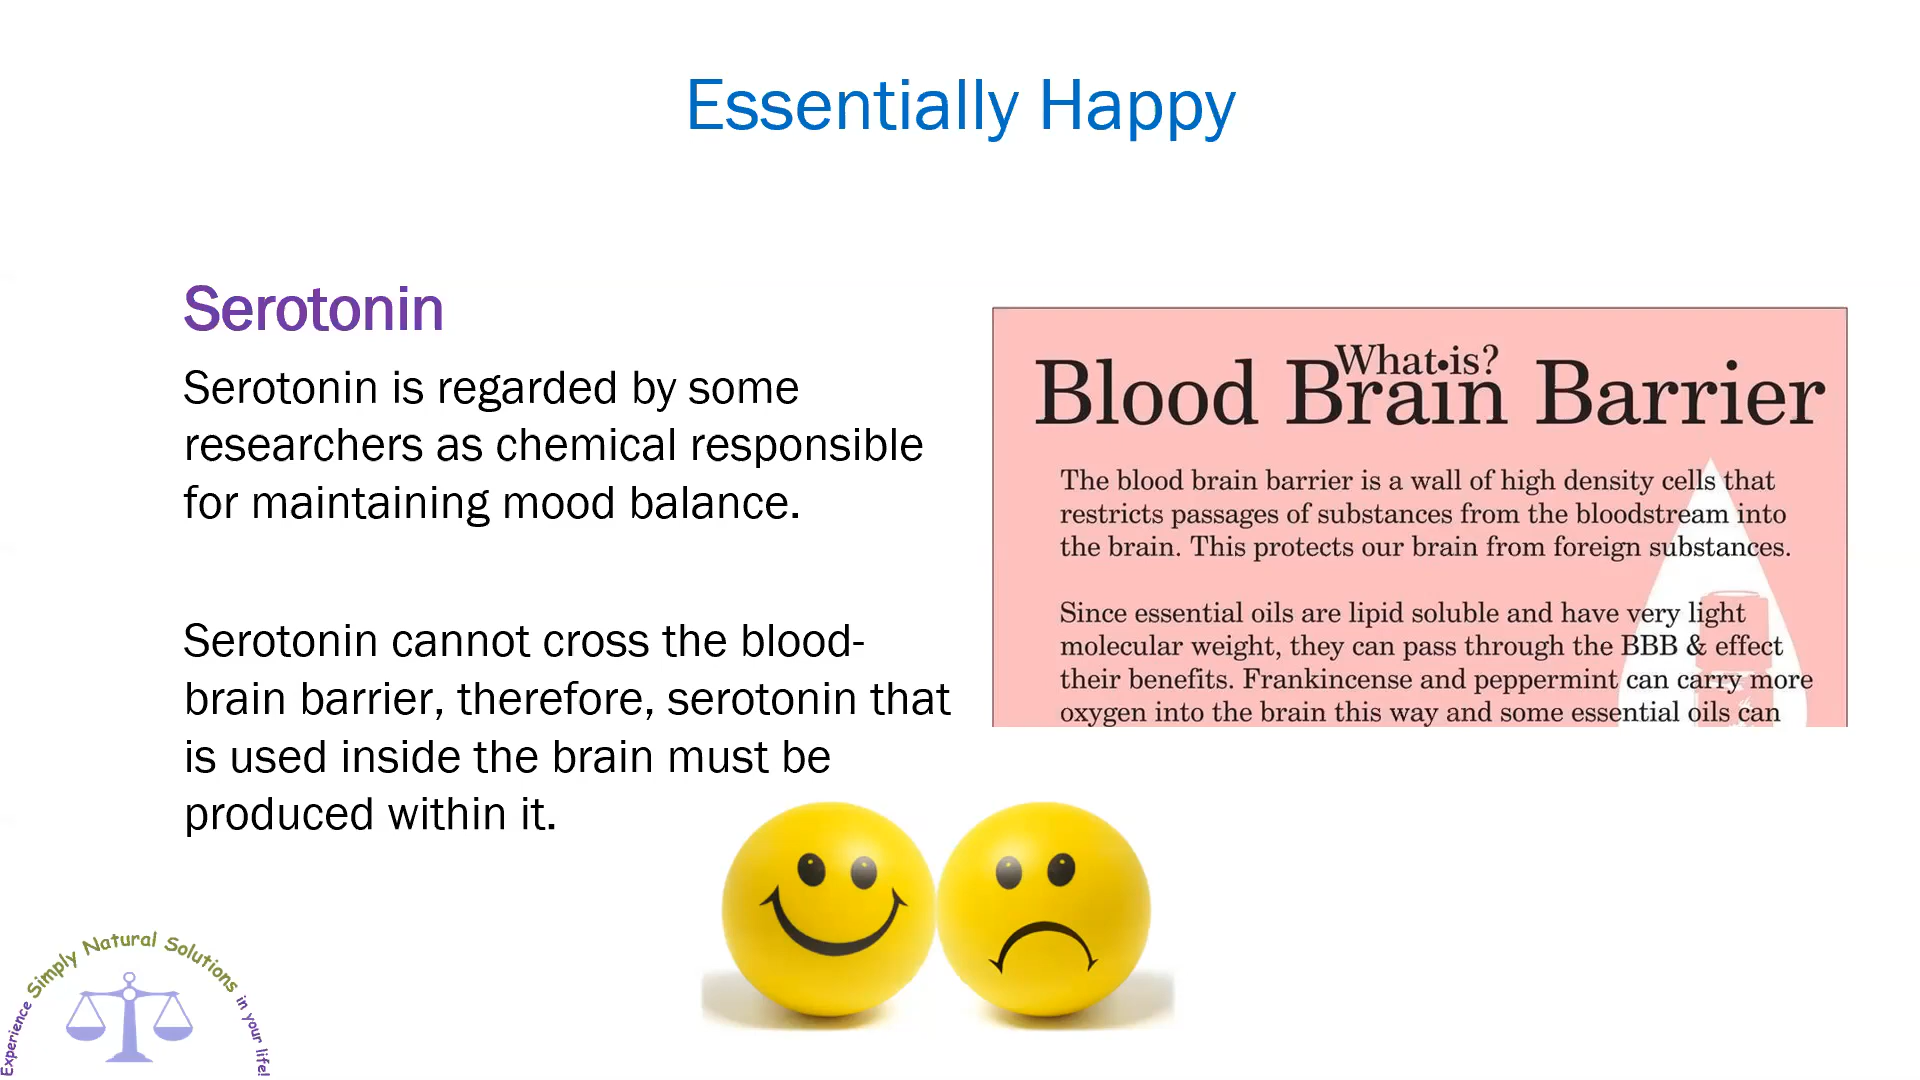 Essentially Happy
Serotonin
Serotonin is regarded by some
researchers as chemical responsible
for maintaining mood balance.
Serotonin cannot cross the blood-
brain barrier, therefore, serotonin that
is used inside the brain must be
produced within it.
What is?
Blood Brain Barrier
The blood brain barrier is a wall of high density cells that
restricts passages of substances from the bloodstream into
the brain. This protects our brain from foreign substances.
Since essential oils are lipid soluble and have very light
molecular weight, they can pass through the BBB & effect
their benefits. Frankincense and peppermint can carry more
oxygen into the brain this way and some essential oils can
Experience Simply Natural Solutions in your life!